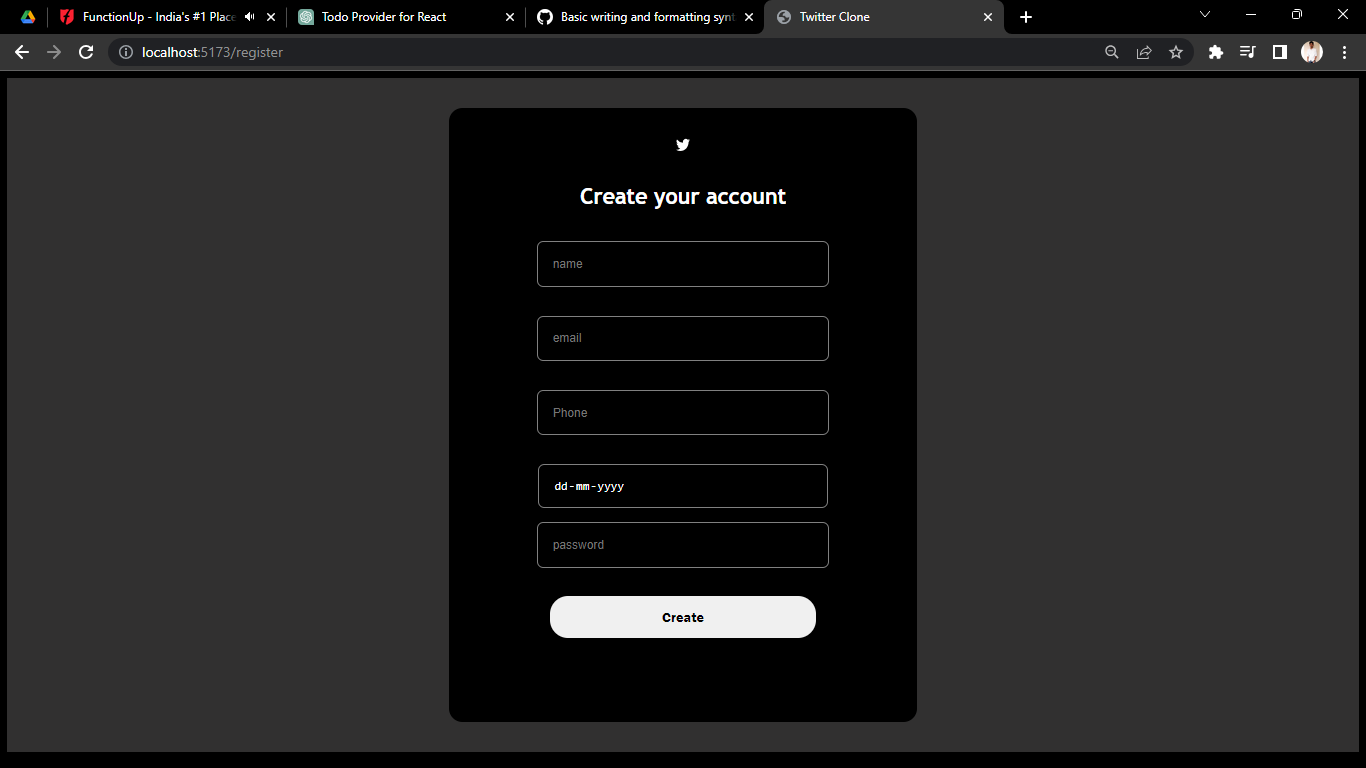 FunctionUp - India's #1 Place
Todo Provider for React
Basic writing and formatting synt
Twitter Clone
localhost:5173/register
Create your account
name
email
Phone
dd-mm-yyyy
password
Create